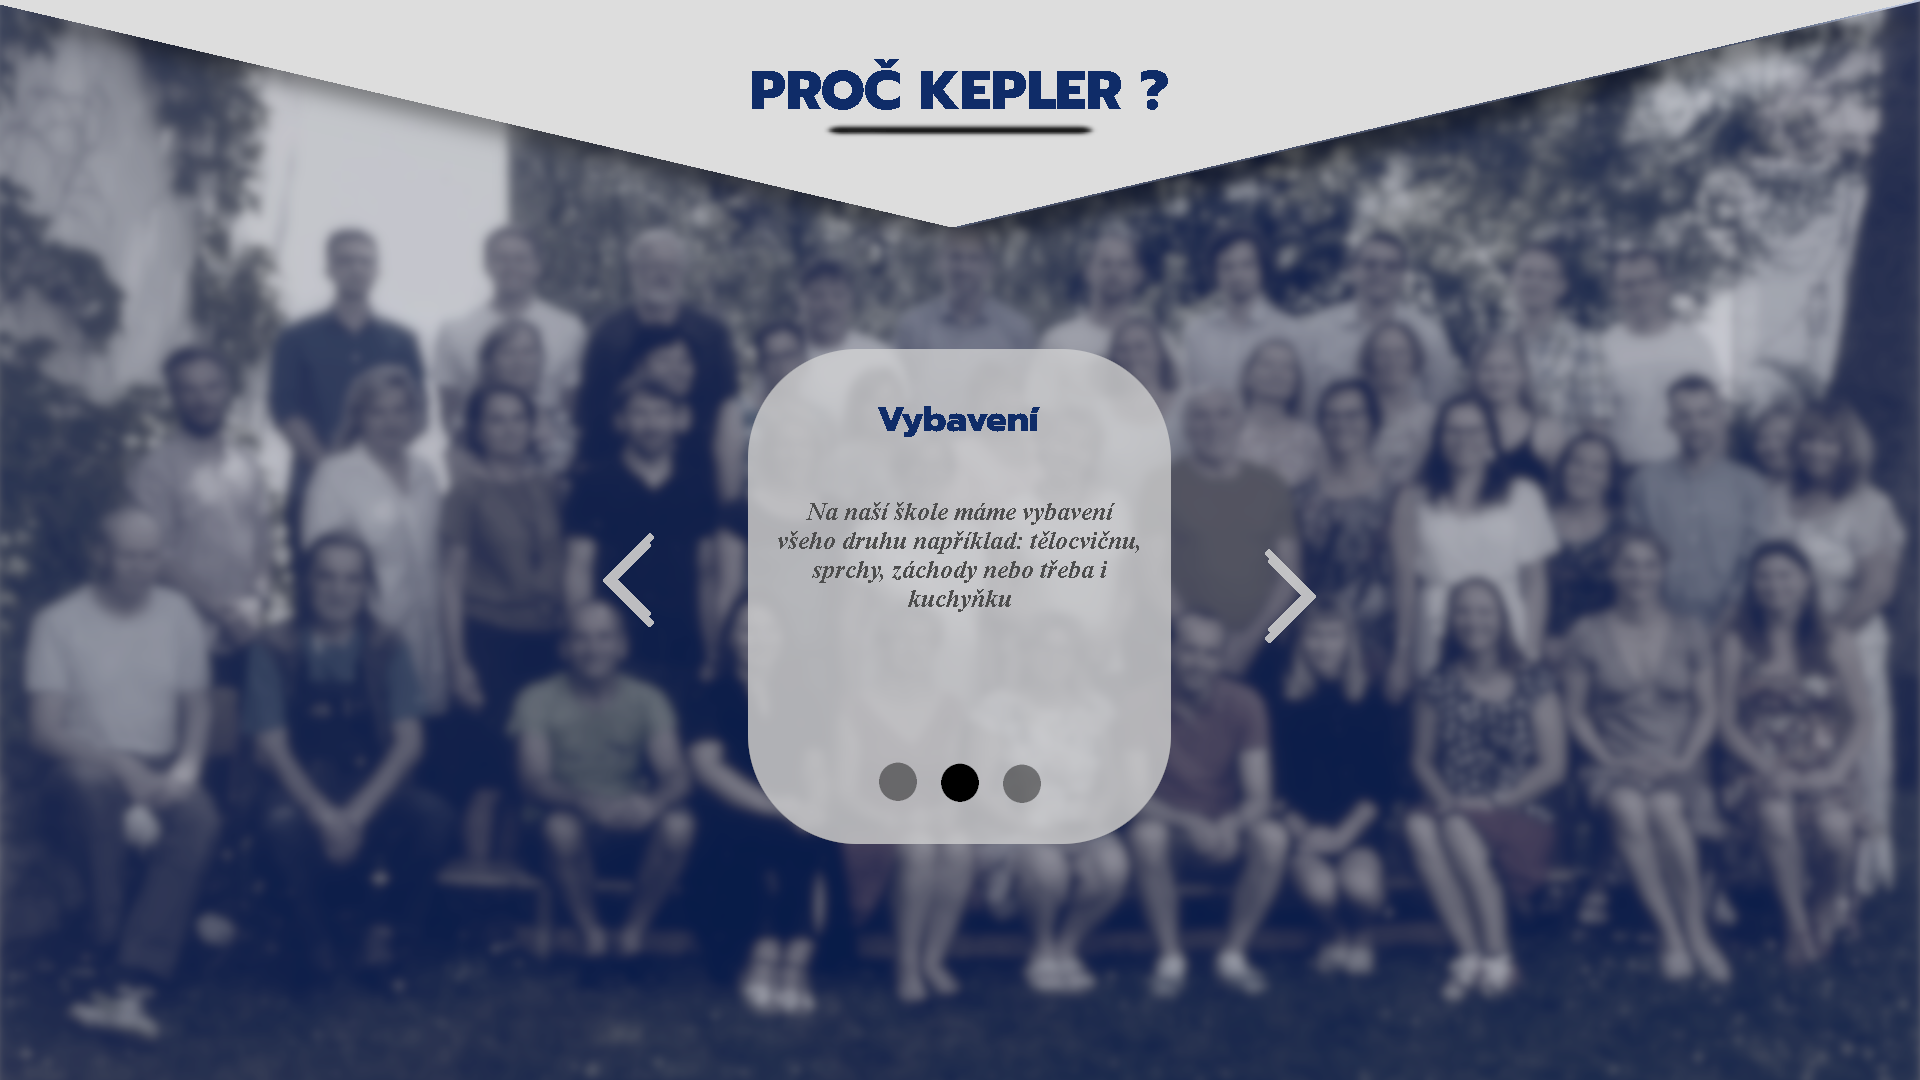 PROČ KEPLER ?
Vybavení
Na naší škole máme vybavení
všeho druhu například: tělocvičnu,
sprchy, záchody nebo třeba i
kuchyňku